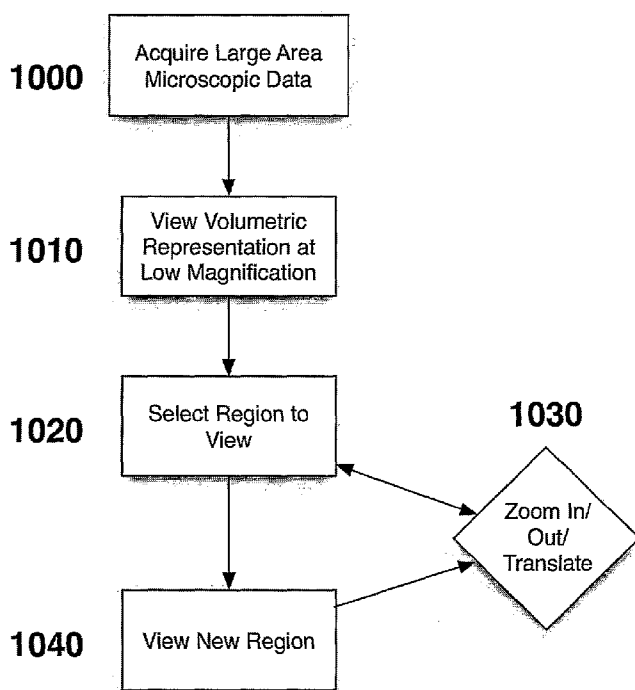 1000
Acquire Large Area
Microscopic Data
1010
View Volumetric
Representation at
Low Magnification
1020
Select Region to
View
1030
Zoom In/
Out/
Translate
1040
View New Region